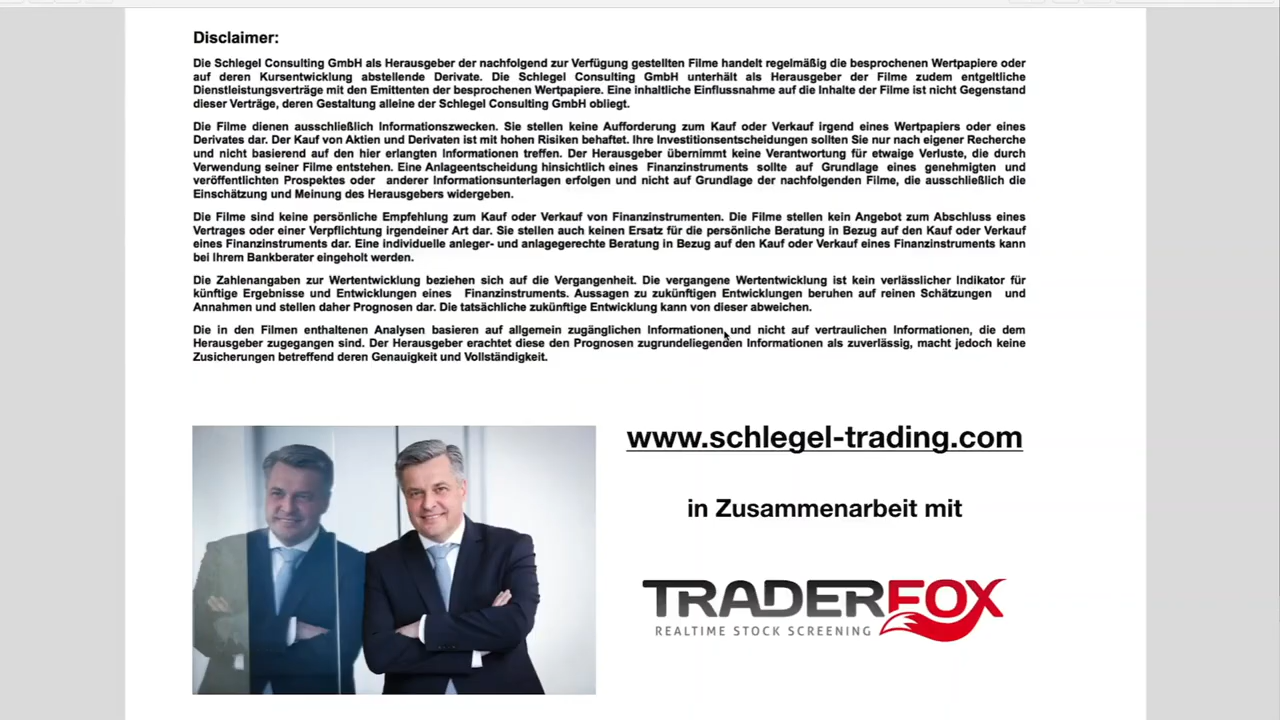 Disclaimer:
Die Schlegel Consulting GmbH als Herausgeber der nachfolgend zur Verfügung gestellten Filme handelt regelmäßig die besprochenen Wertpapiere oder
auf deren Kursentwicklung abstellende Derivate. Die Schlegel Consulting GmbH unterhält als Herausgeber der Filme zudem entgeltliche
Dienstleistungsverträge mit den Emittenten der besprochenen Wertpapiere. Eine inhaltliche Einflussnahme auf die Inhalte der Filme ist nicht Gegenstand
dieser Verträge, deren Gestaltung alleine der Schlegel Consulting GmbH obliegt.
Die Filme dienen ausschließlich Informationszwecken. Sie stellen keine Aufforderung zum Kauf oder Verkauf irgend eines Wertpapiers oder eines
Derivates dar. Der Kauf von Aktien und Derivaten ist mit hohen Risiken behaftet. Ihre Investitionsentscheidungen sollten Sie nur nach eigener Recherche
und nicht basierend auf den hier erlangten Informationen treffen. Der Herausgeber übernimmt keine Verantwortung für etwaige Verluste, die durch
Verwendung seiner Filme entstehen. Eine Anlageentscheidung hinsichtlich eines Finanzinstruments sollte auf Grundlage eines genehmigten und
veröffentlichten Prospektes oder anderer Informationsunterlagen erfolgen und nicht auf Grundlage der nachfolgenden Filme, die ausschließlich die
Einschätzung und Meinung des Herausgebers widergeben.
Die Filme sind keine persönliche Empfehlung zum Kauf oder Verkauf von Finanzinstrumenten. Die Filme stellen kein Angebot zum Abschluss eines
Vertrages oder einer Verpflichtung irgendeiner Art dar. Sie stellen auch keinen Ersatz für die persönliche Beratung in Bezug auf den Kauf oder Verkauf
eines Finanzinstruments dar. Eine individuelle anleger- und anlagegerechte Beratung in Bezug auf den Kauf oder Verkauf eines Finanzinstruments kann
bei Ihrem Bankberater eingeholt werden.
Die Zahlenangaben zur Wertentwicklung beziehen sich auf die Vergangenheit. Die vergangene Wertentwicklung ist kein verlässlicher Indikator für
künftige Ergebnisse und Entwicklungen eines Finanzinstruments. Aussagen zu zukünftigen Entwicklungen beruhen auf reinen Schätzungen und
Annahmen und stellen daher Prognosen dar. Die tatsächliche zukünftige Entwicklung kann von dieser abweichen.
Die in den Filmen enthaltenen Analysen basieren auf allgemein zugänglichen Informationen und nicht auf vertraulichen Informationen, die dem
Herausgeber zugegangen sind. Der Herausgeber erachtet diese den Prognosen zugrundeliegenden Informationen als zuverlässig, macht jedoch keine
Zusicherungen betreffend deren Genauigkeit und Vollständigkeit.
www.schlegel-trading.com
in Zusammenarbeit mit
TRADERFOX
REALTIME STOCK SCREENING